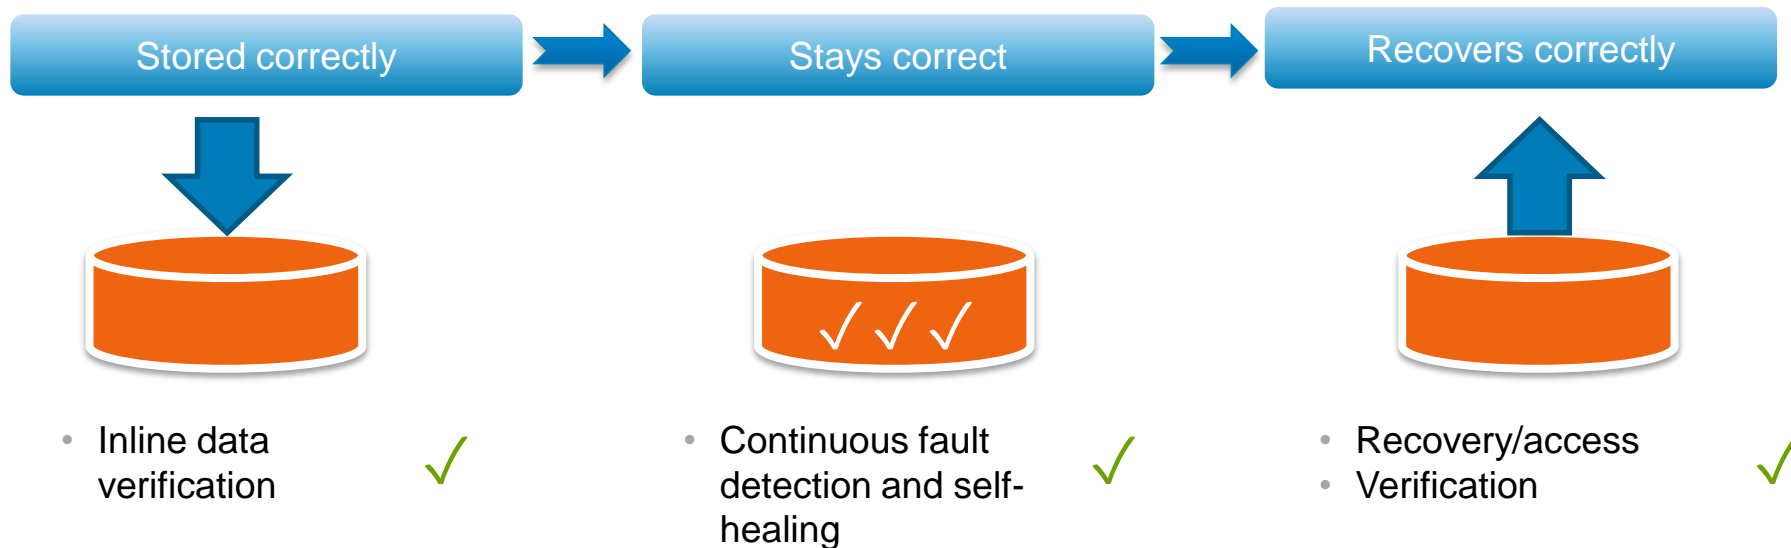 Stored correctly
Stays correct
Recovers correctly
✓ ✓ ✓
• Inline data
verification
✓
• Continuous fault
detection and self-
healing
✓
• Recovery/access
• Verification
✓